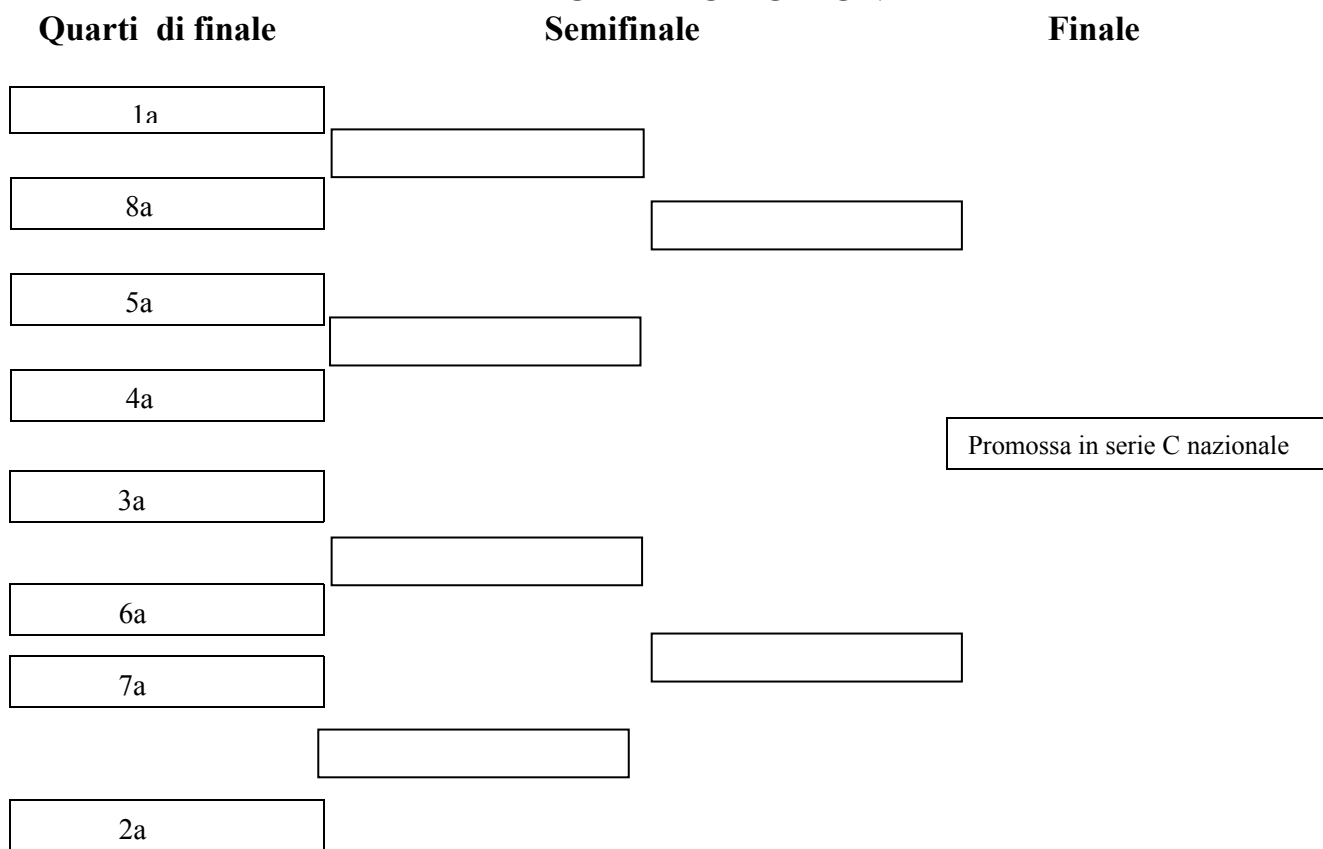 Quarti di finale Semifinale Finale
1a
8a
5a
4a
Promossa in serie C nazionale
3a
6a
7a
2a